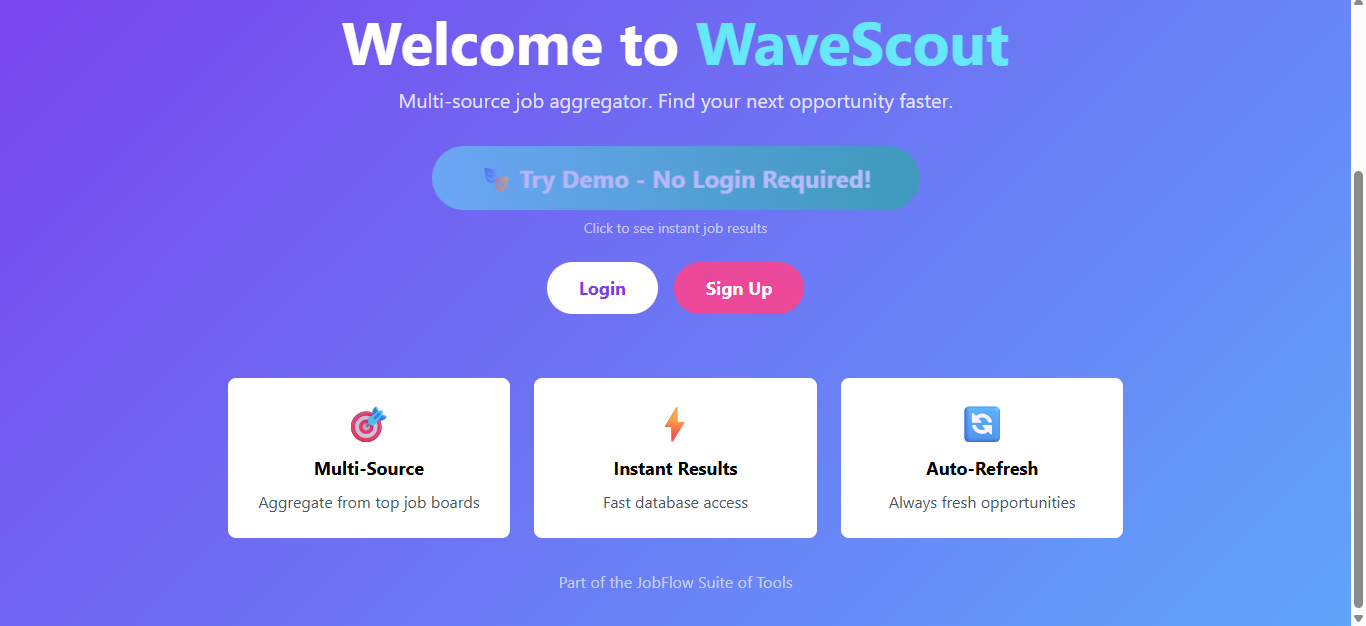 Welcome to WaveScout
Multi-source job aggregator. Find your next opportunity faster.
Try Demo - No Login Required!
Click to see instant job results
Login
Sign Up
Multi-Source
Aggregate from top job boards
Instant Results
Fast database access
Auto-Refresh
Always fresh opportunities
Part of the JobFlow Suite of Tools